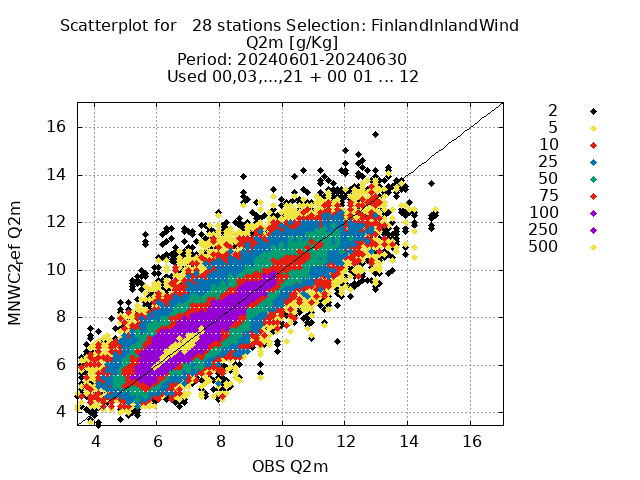 Scatterplot for   28 stations Selection: FinlandInlandWind
Q2m [g/Kg]
Period: 20240601-20240630
Used 00,03,...,21 + 00 01 ... 12
2
5
10
25
50
75
100
250
500
16
14
12
10
8
6
4
MNWC2,ef Q2m
4 6 8 10 12 14 16
OBS Q2m